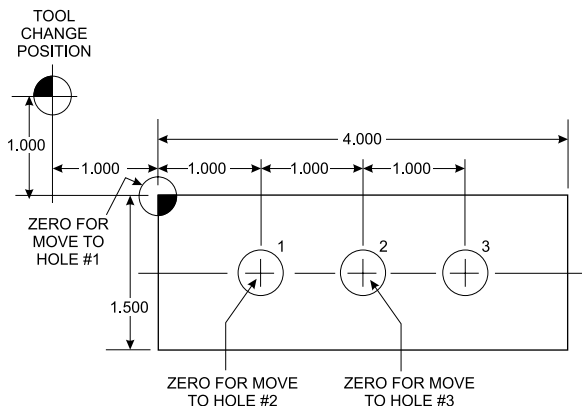 TOOL
CHANGE
POSITION
4.000
1.000
1.000
1.000
1.000
1.000
ZERO FOR
MOVE TO
HOLE #1
1
2
3
1.500
ZERO FOR MOVE
TO HOLE #2
ZERO FOR MOVE
TO HOLE #3